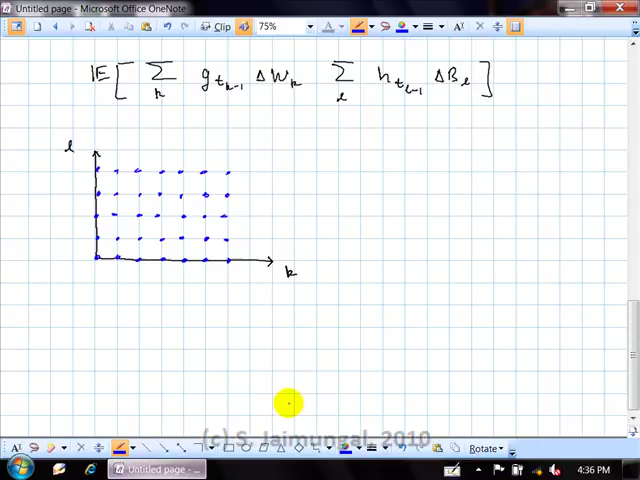 Untitled page - Microsoft Office OneNote
Clip 75%
𝔼[ Σ_k g_{t_{k-1}} ΔW_k Σ_l h_{t_{l-1}} ΔB_l ]
l
k
(c) S. Jaimungal, 2010
Rotate
Untitled page - ...
4:36 PM